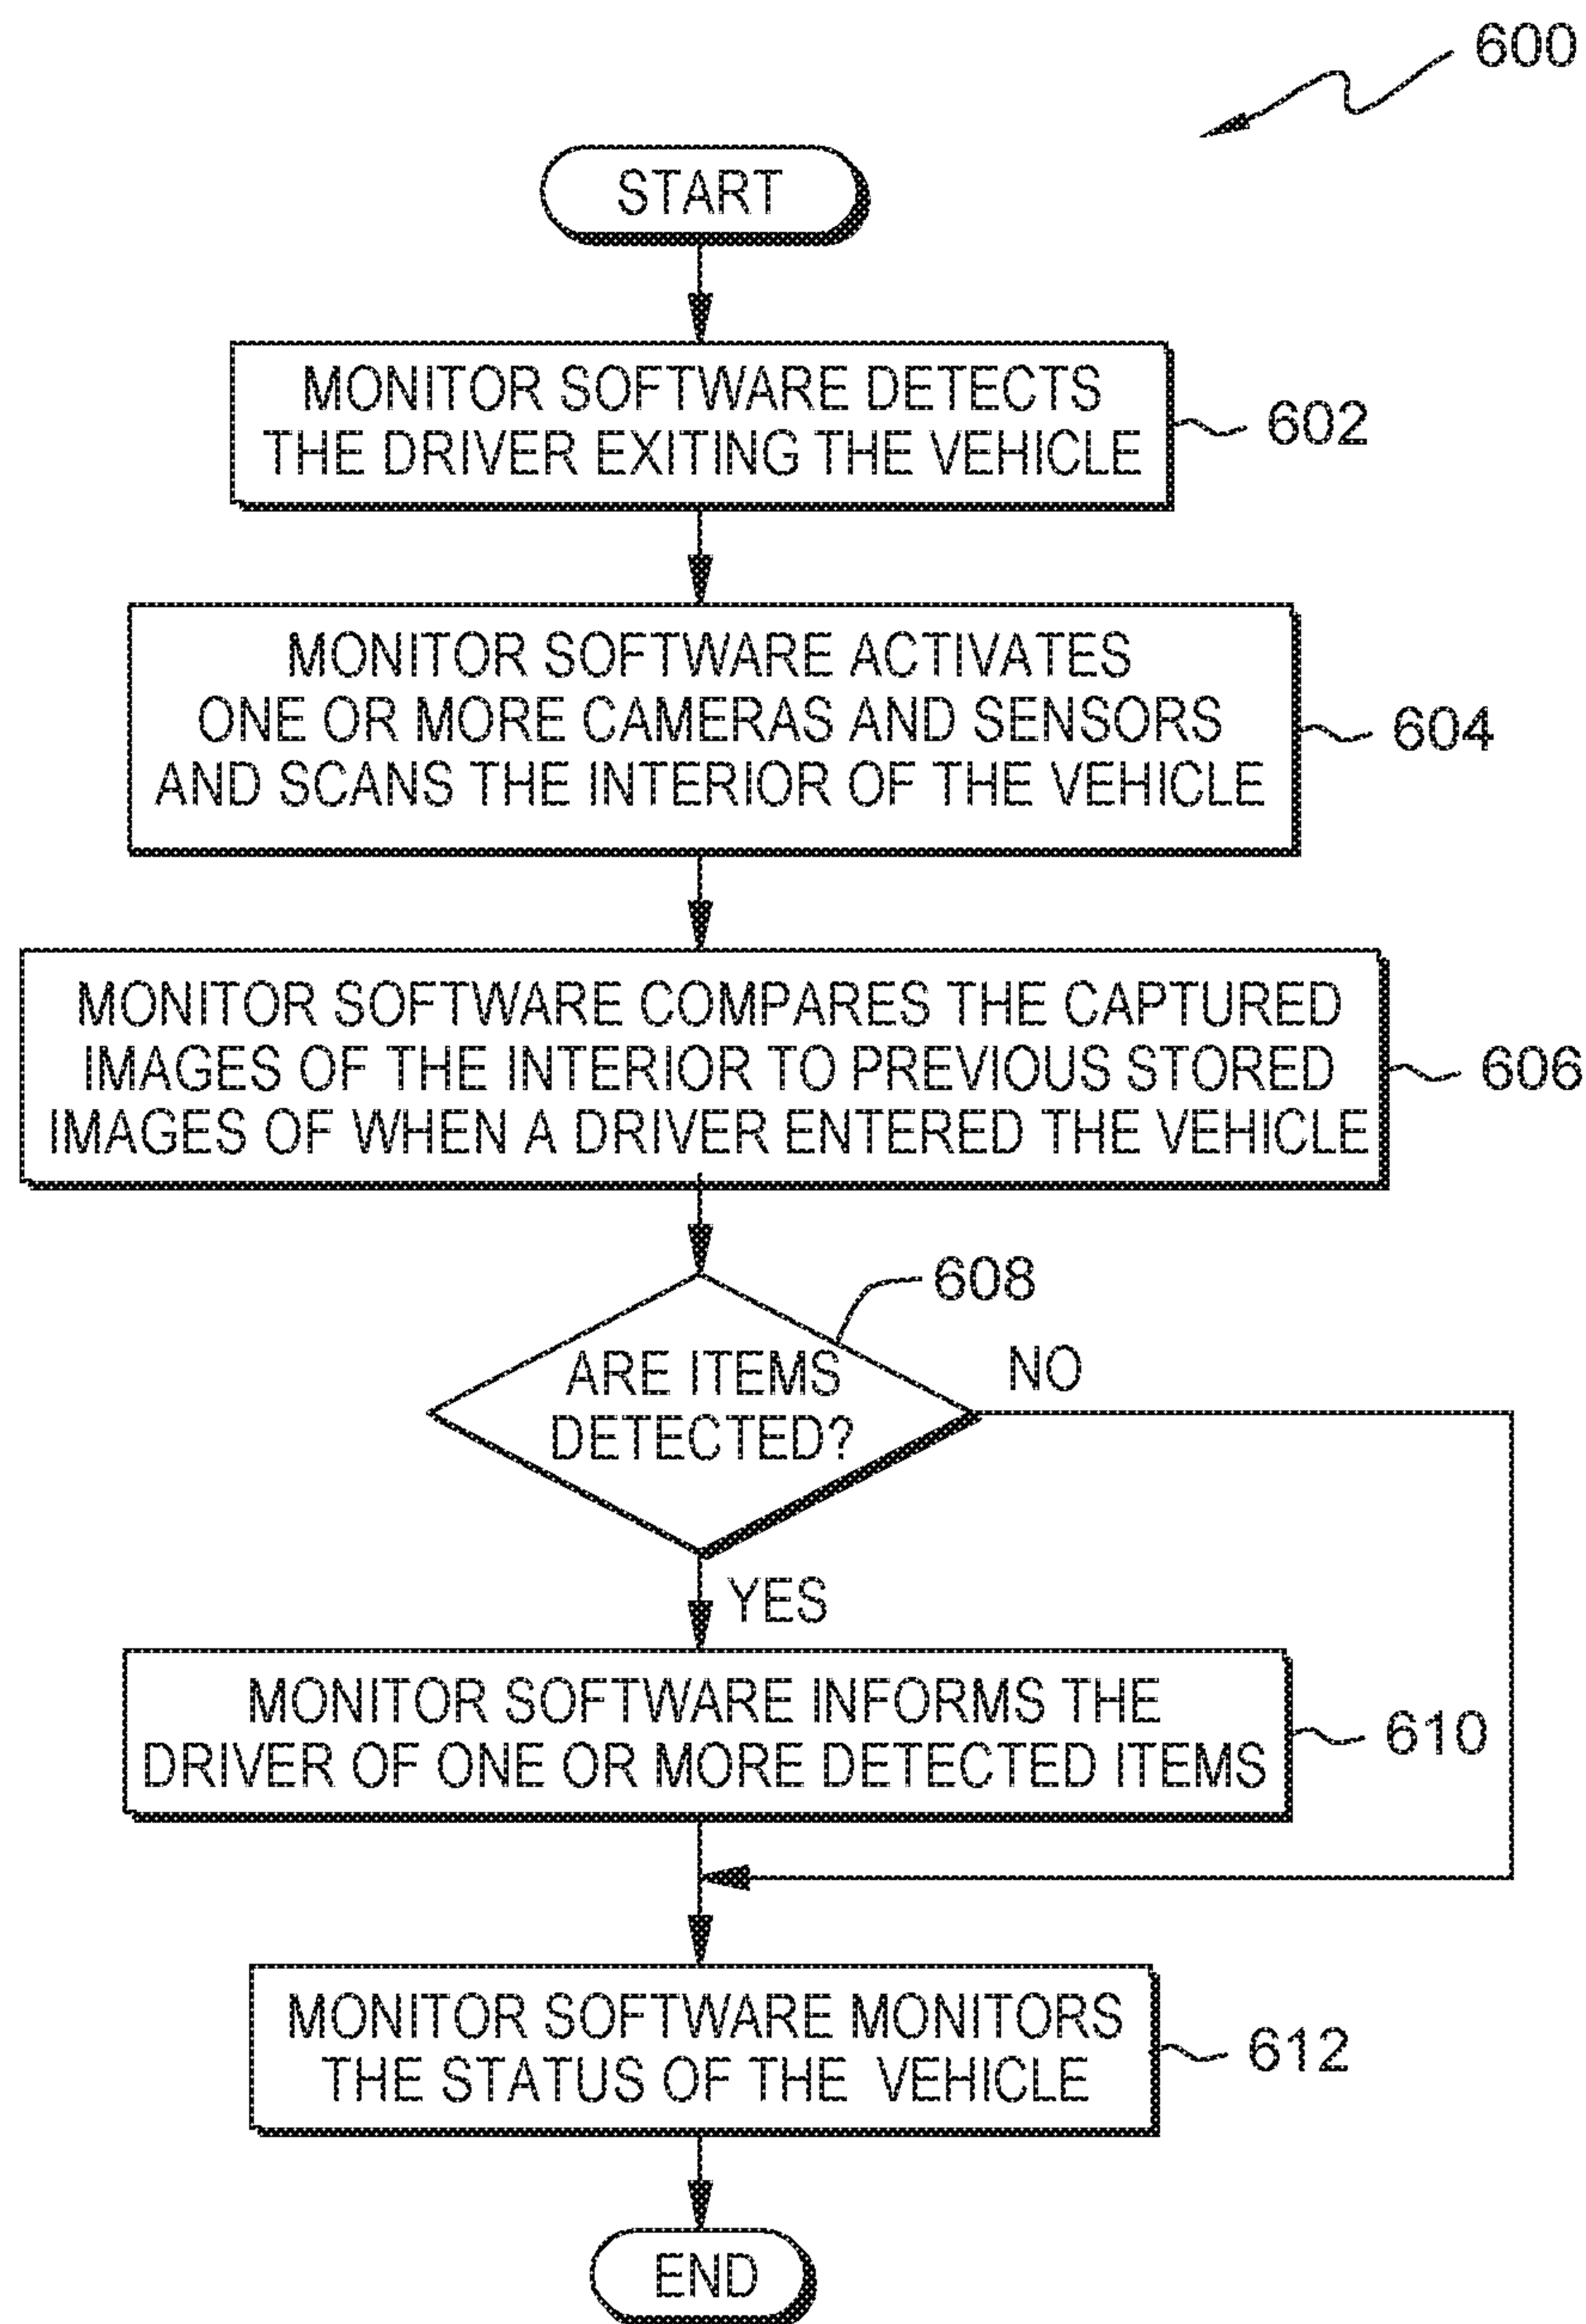 600
START
MONITOR SOFTWARE DETECTS
THE DRIVER EXITING THE VEHICLE
602
MONITOR SOFTWARE ACTIVATES
ONE OR MORE CAMERAS AND SENSORS
AND SCANS THE INTERIOR OF THE VEHICLE
604
MONITOR SOFTWARE COMPARES THE CAPTURED
IMAGES OF THE INTERIOR TO PREVIOUS STORED
IMAGES OF WHEN A DRIVER ENTERED THE VEHICLE
606
608
ARE ITEMS
DETECTED?
NO
YES
MONITOR SOFTWARE INFORMS THE
DRIVER OF ONE OR MORE DETECTED ITEMS
610
MONITOR SOFTWARE MONITORS
THE STATUS OF THE VEHICLE
612
END